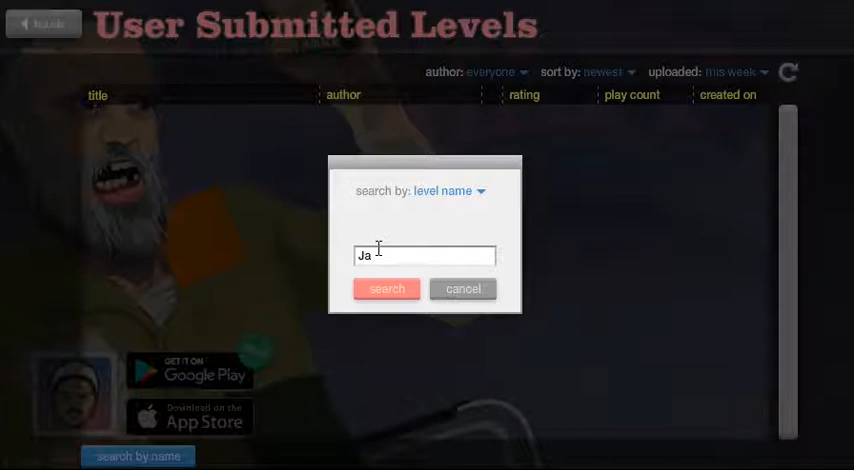 back
User Submitted Levels
author: everyone sort by: newest uploaded: this week
title author rating play count created on
search by: level name
Ja
search cancel
GET IT ON
Google Play
Download on the
App Store
search by name